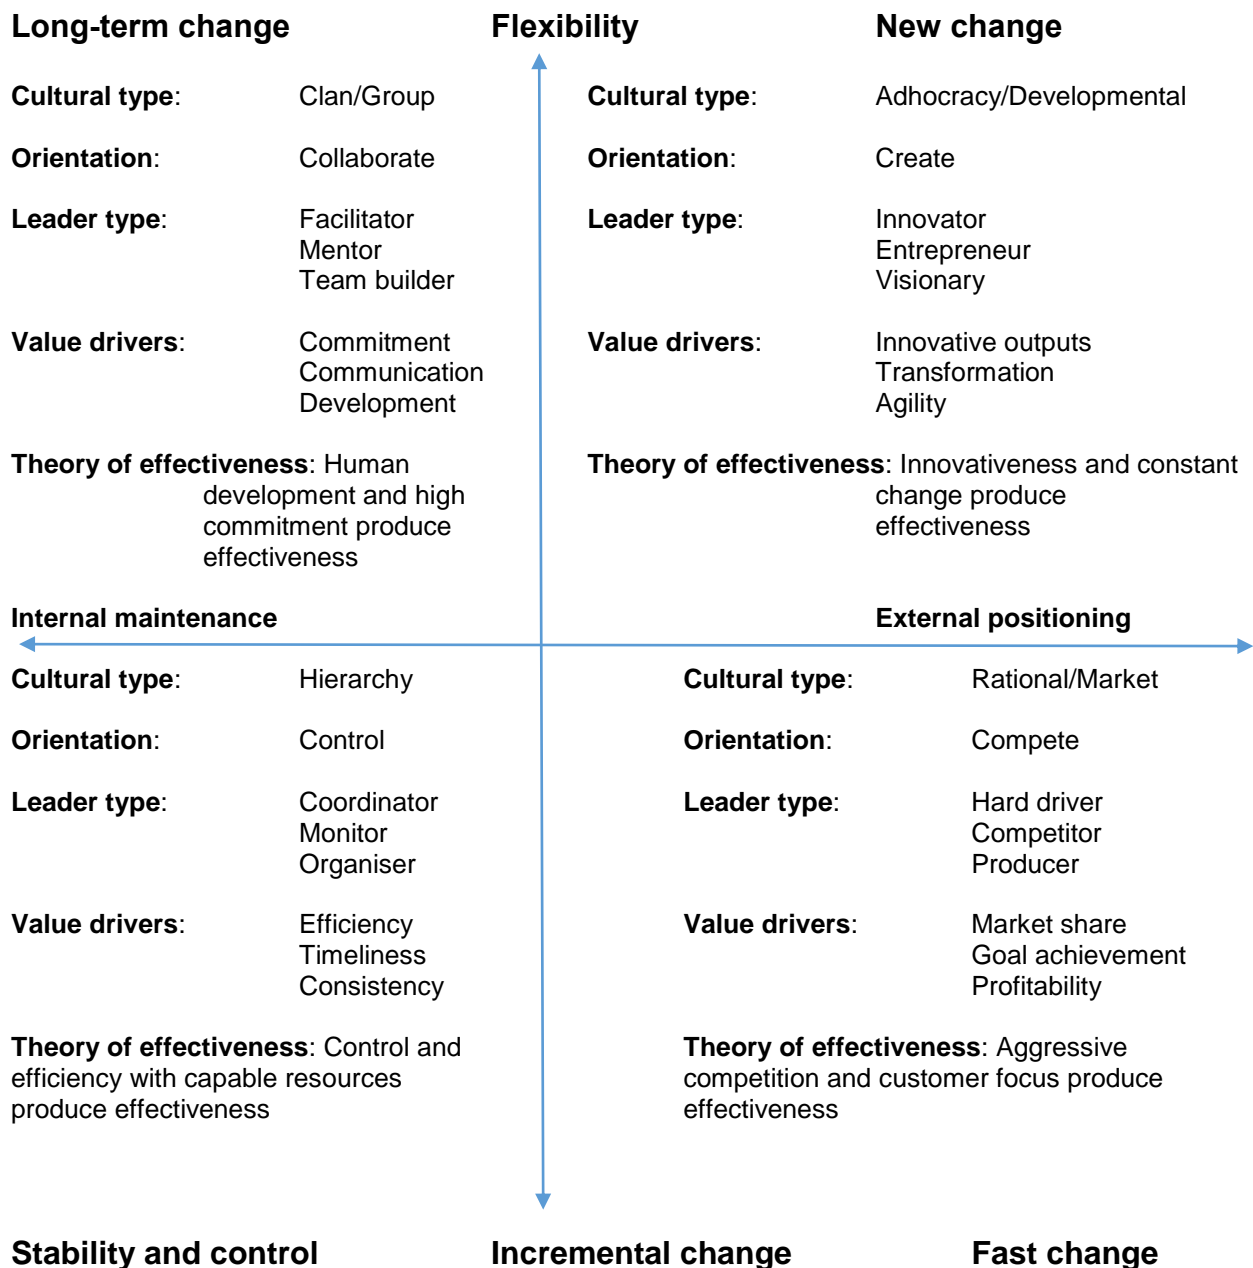 Long-term change Flexibility New change
Cultural type: Clan/Group Cultural type: Adhocracy/Developmental
Orientation: Collaborate Orientation: Create
Leader type: Facilitator Leader type: Innovator
Mentor Entrepreneur
Team builder Visionary
Value drivers: Commitment Value drivers: Innovative outputs
Communication Transformation
Development Agility
Theory of effectiveness: Human Theory of effectiveness: Innovativeness and constant
development and high change produce
commitment produce effectiveness
effectiveness
Internal maintenance External positioning
Cultural type: Hierarchy Cultural type: Rational/Market
Orientation: Control Orientation: Compete
Leader type: Coordinator Leader type: Hard driver
Monitor Competitor
Organiser Producer
Value drivers: Efficiency Value drivers: Market share
Timeliness Goal achievement
Consistency Profitability
Theory of effectiveness: Control and Theory of effectiveness: Aggressive
efficiency with capable resources competition and customer focus produce
produce effectiveness effectiveness
Stability and control Incremental change Fast change